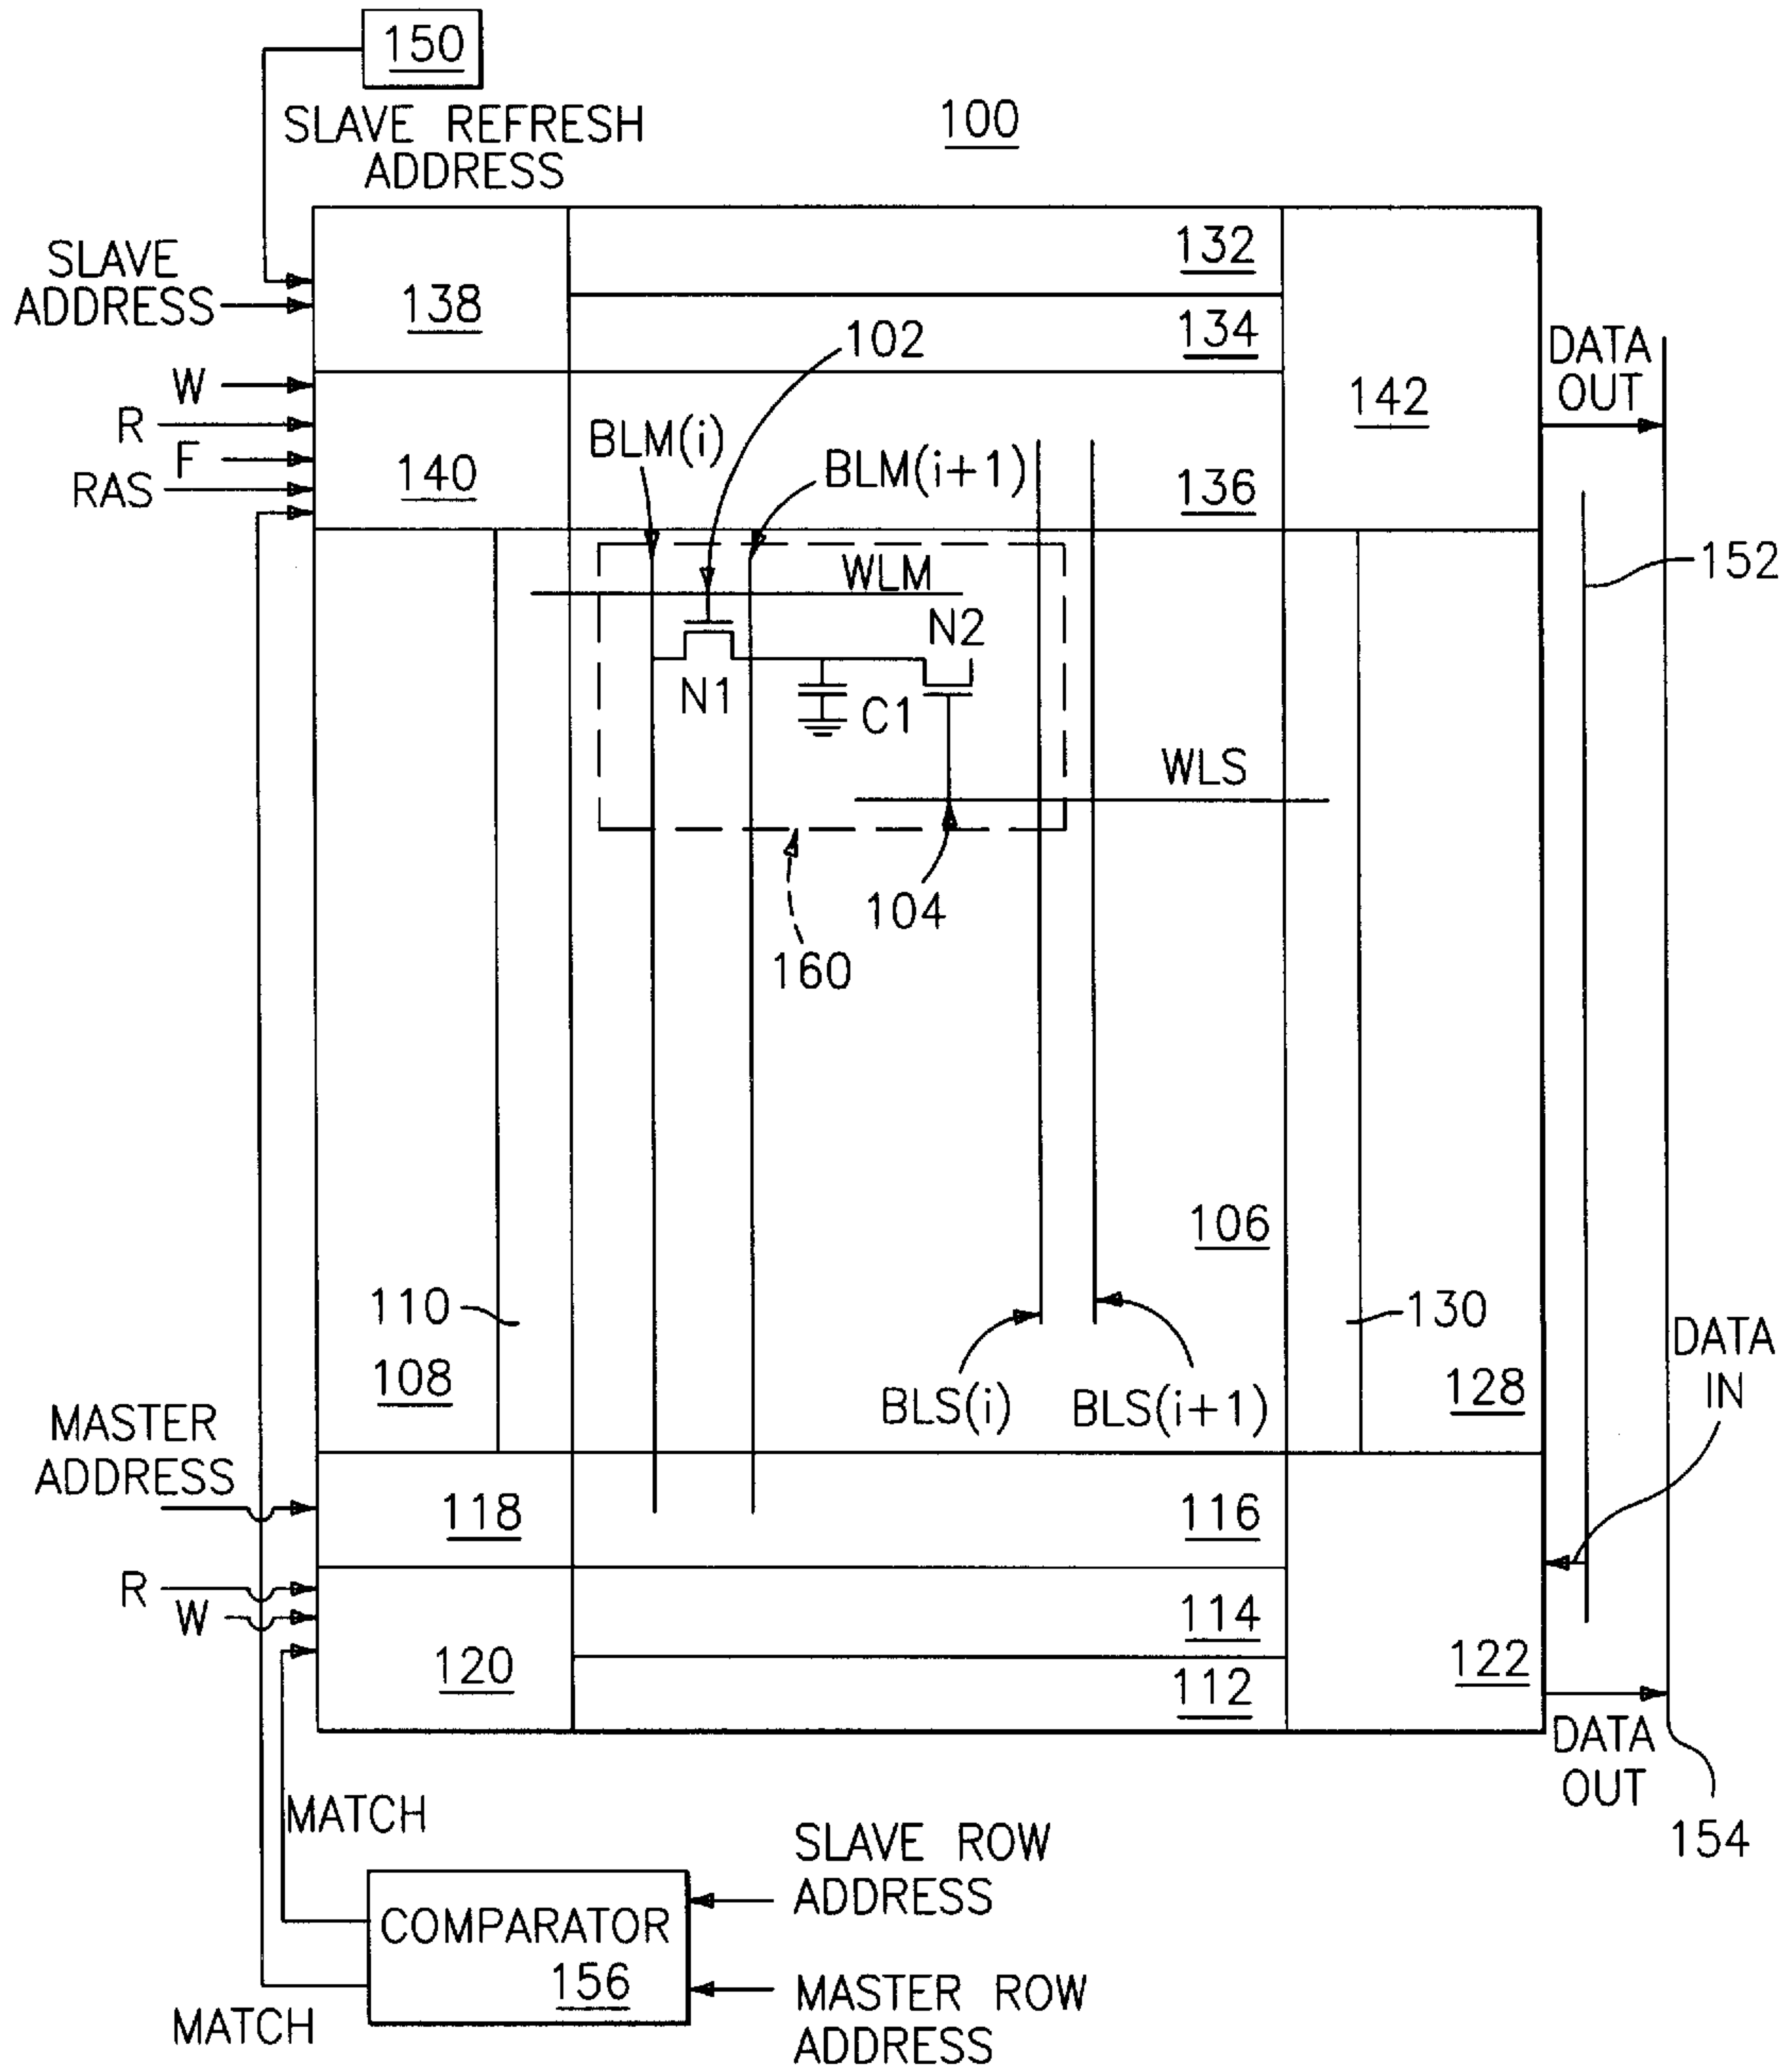 150
SLAVE REFRESH
ADDRESS
100
SLAVE
ADDRESS
138
132
134
102
DATA
OUT
142
W
R
F
RAS
BLM(i)
BLM(i+1)
140
136
152
WLM
N2
N1
C1
WLS
104
160
106
110
130
DATA
IN
108
128
BLS(i)
BLS(i+1)
MASTER
ADDRESS
118
116
R
W
114
120
122
112
DATA
OUT
154
MATCH
SLAVE ROW
ADDRESS
COMPARATOR
156
MASTER ROW
ADDRESS
MATCH